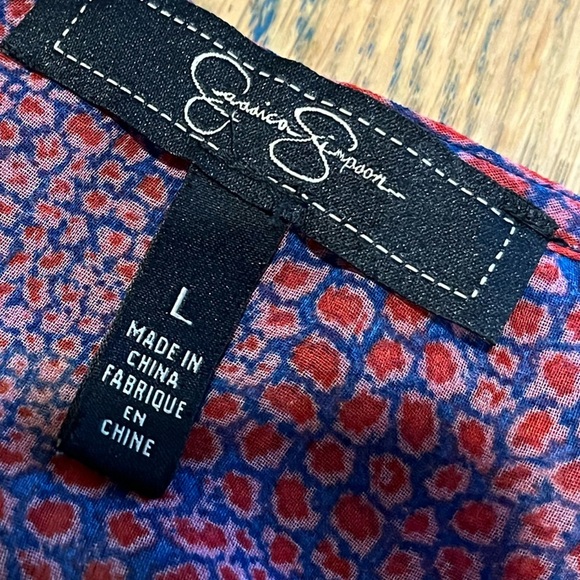 Jessica Simpson
L
MADE IN
CHINA
FABRIQUE
EN
CHINE